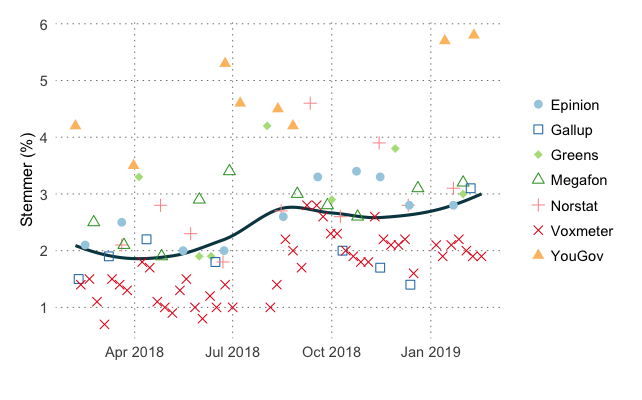 6
5
4
3
2
1
Stemmer (%)
Apr 2018
Jul 2018
Oct 2018
Jan 2019
Epinion
Gallup
Greens
Megafon
Norstat
Voxmeter
YouGov